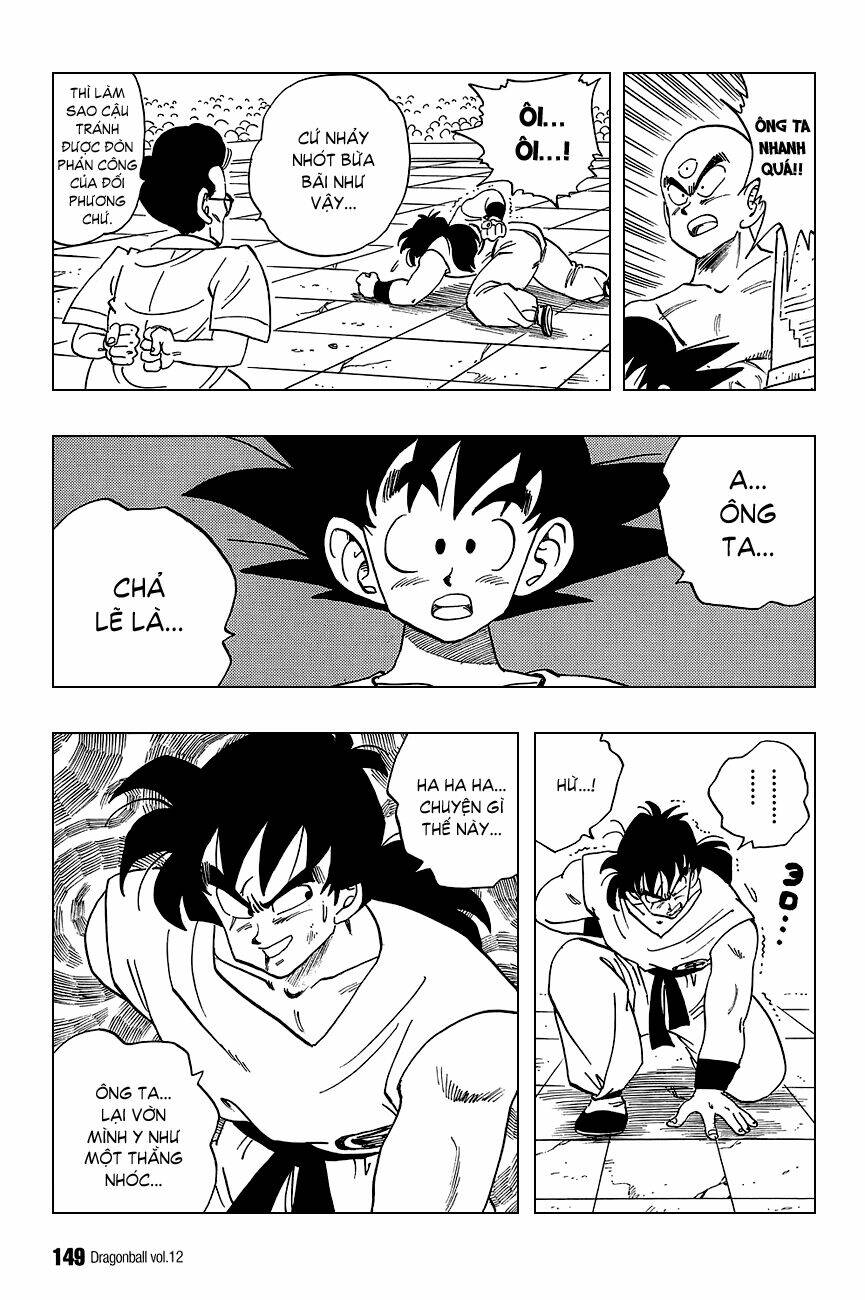 ÔNG TA
NHANH
QUÁ!!
ÔI...
ÔI...!
CỨ NHẢY
NHÓT BỪA
BÃI NHƯ
VẬY...
THÌ LÀM
SAO CẬU
TRÁNH
ĐƯỢC ĐÒN
PHẢN CÔNG
CỦA ĐỐI
PHƯƠNG
CHỨ.
A...
ÔNG
TA...
CHẢ
LẼ LÀ...
......
HỪ...!
HA HA HA...
CHUYỆN GÌ
THẾ NÀY...
ÔNG TA...
LẠI VỜN
MÌNH Y NHƯ
MỘT THẰNG
NHÓC...
149 Dragonball vol.12